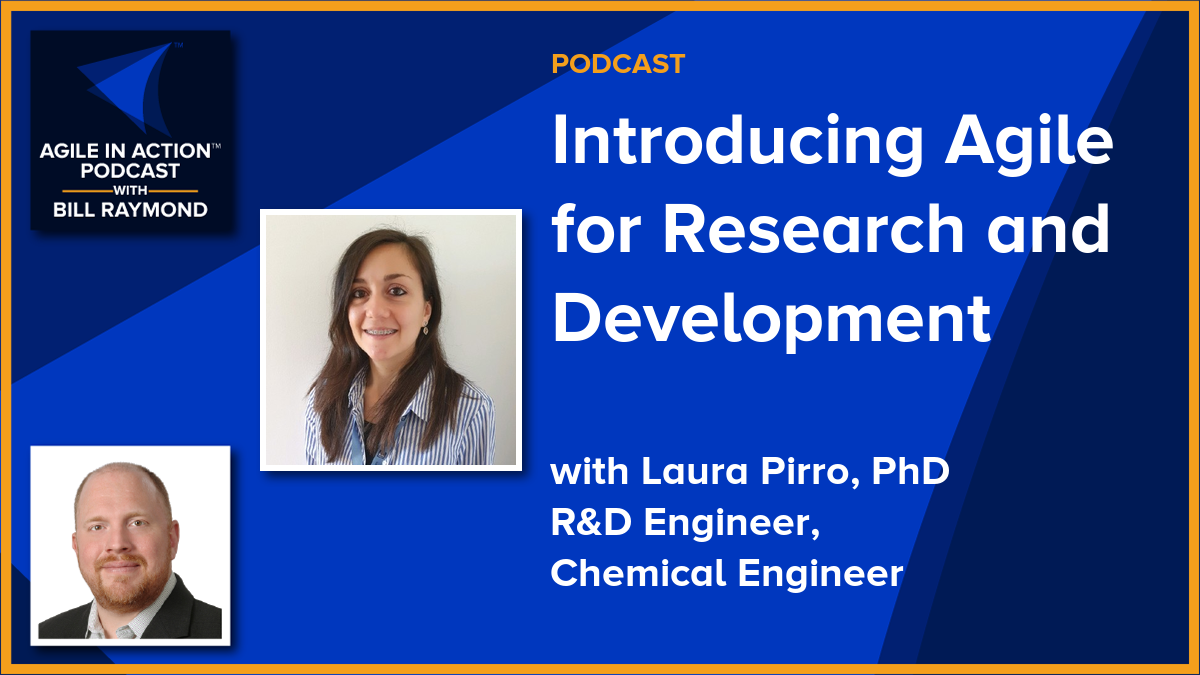 AGILE IN ACTION™
PODCAST
WITH
BILL RAYMOND
PODCAST
Introducing Agile
for Research and
Development
with Laura Pirro, PhD
R&D Engineer,
Chemical Engineer